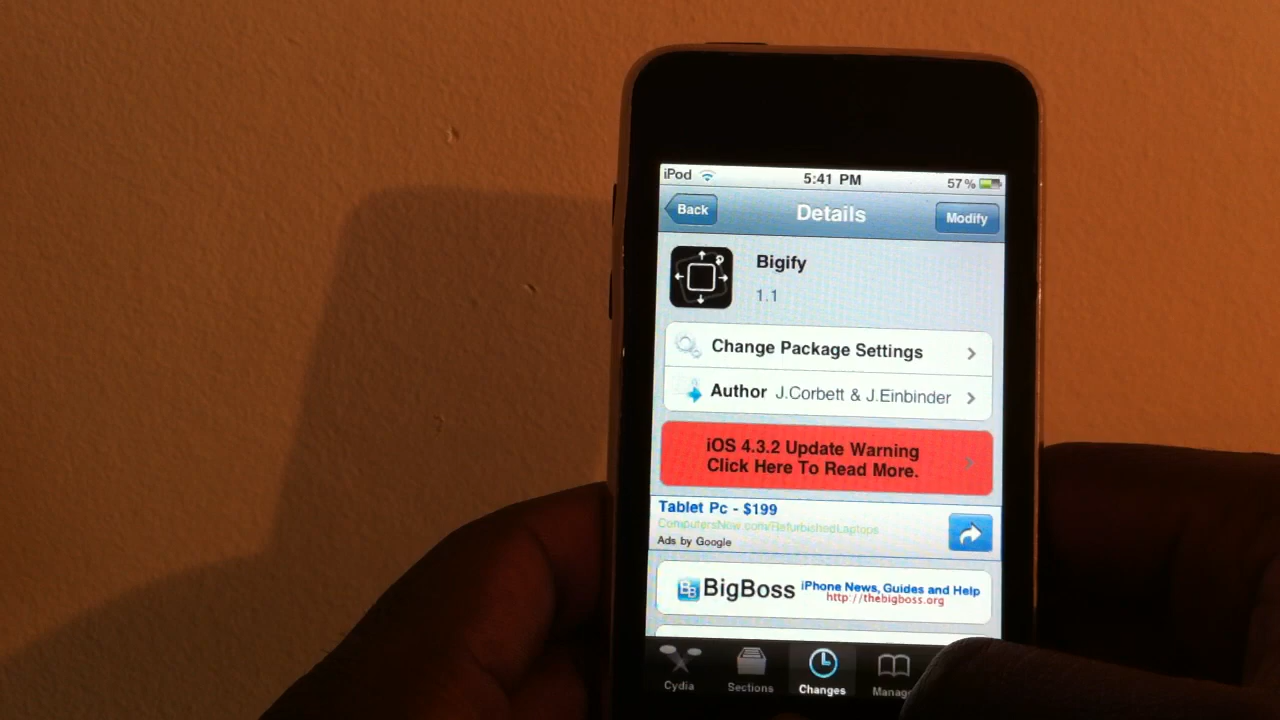 iPod 5:41 PM 57%
Back Details Modify
Bigify
1.1
Change Package Settings
Author J.Corbett & J.Einbinder
iOS 4.3.2 Update Warning
Click Here To Read More.
Tablet Pc - $199
ComputersNow.com/RefurbishedLaptops
Ads by Google
BB BigBoss iPhone News, Guides and Help
http://thebigboss.org
Cydia Sections Changes Manag